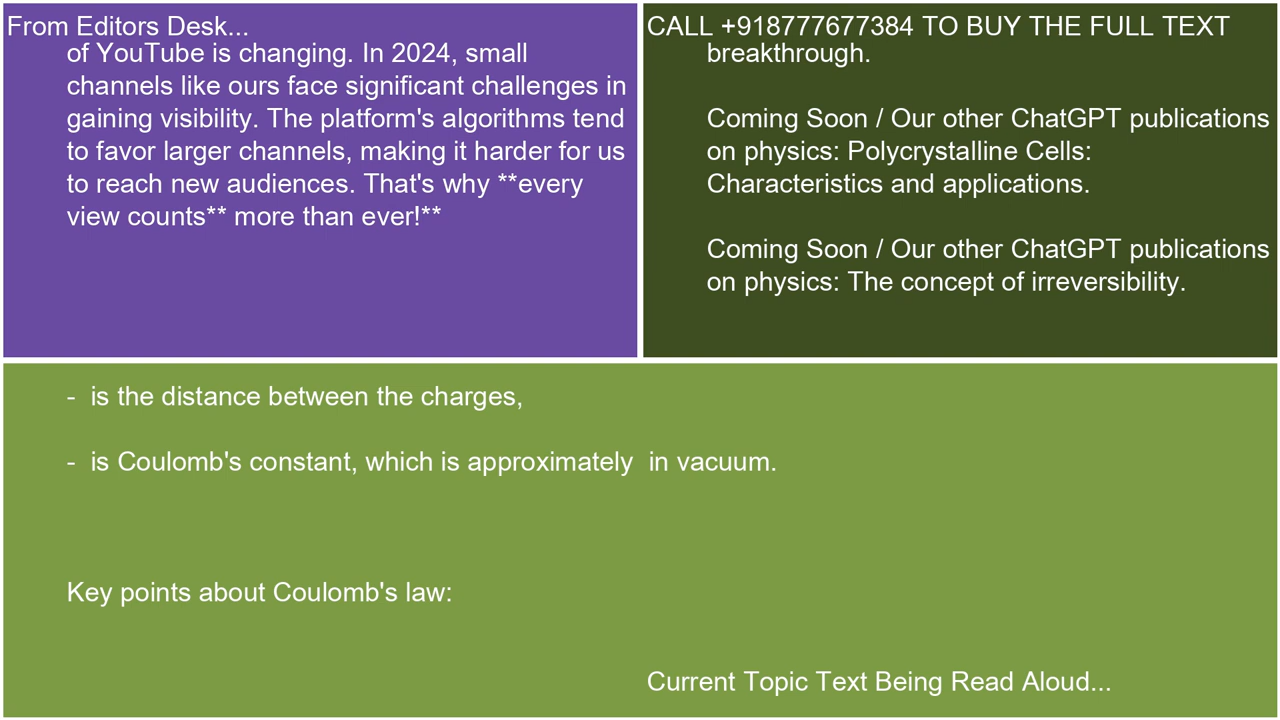 From Editors Desk...
of YouTube is changing. In 2024, small
channels like ours face significant challenges in
gaining visibility. The platform's algorithms tend
to favor larger channels, making it harder for us
to reach new audiences. That's why **every
view counts** more than ever!**
CALL +918777677384 TO BUY THE FULL TEXT
breakthrough.
Coming Soon / Our other ChatGPT publications
on physics: Polycrystalline Cells:
Characteristics and applications.
Coming Soon / Our other ChatGPT publications
on physics: The concept of irreversibility.
-  is the distance between the charges,
-  is Coulomb's constant, which is approximately  in vacuum.
Key points about Coulomb's law:
Current Topic Text Being Read Aloud...